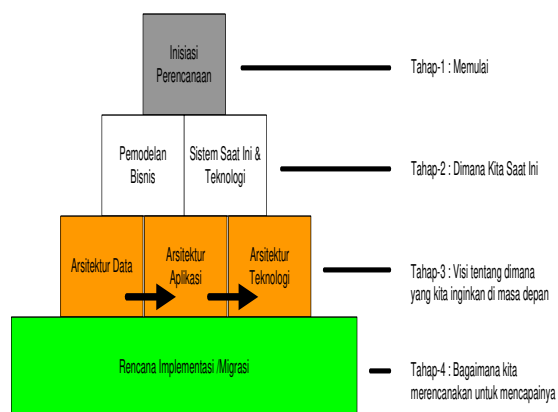 Inisiasi
Perencanaan
Tahap-1 : Memulai
Pemodelan
Bisnis
Sistem Saat Ini &
Teknologi
Tahap-2 : Dimana Kita Saat Ini
Arsitektur Data
Arsitektur
Aplikasi
Arsitektur
Teknologi
Tahap-3 : Visi tentang dimana
yang kita inginkan di masa depan
Rencana Implementasi /Migrasi
Tahap-4 : Bagaimana kita
merencanakan untuk mencapainya